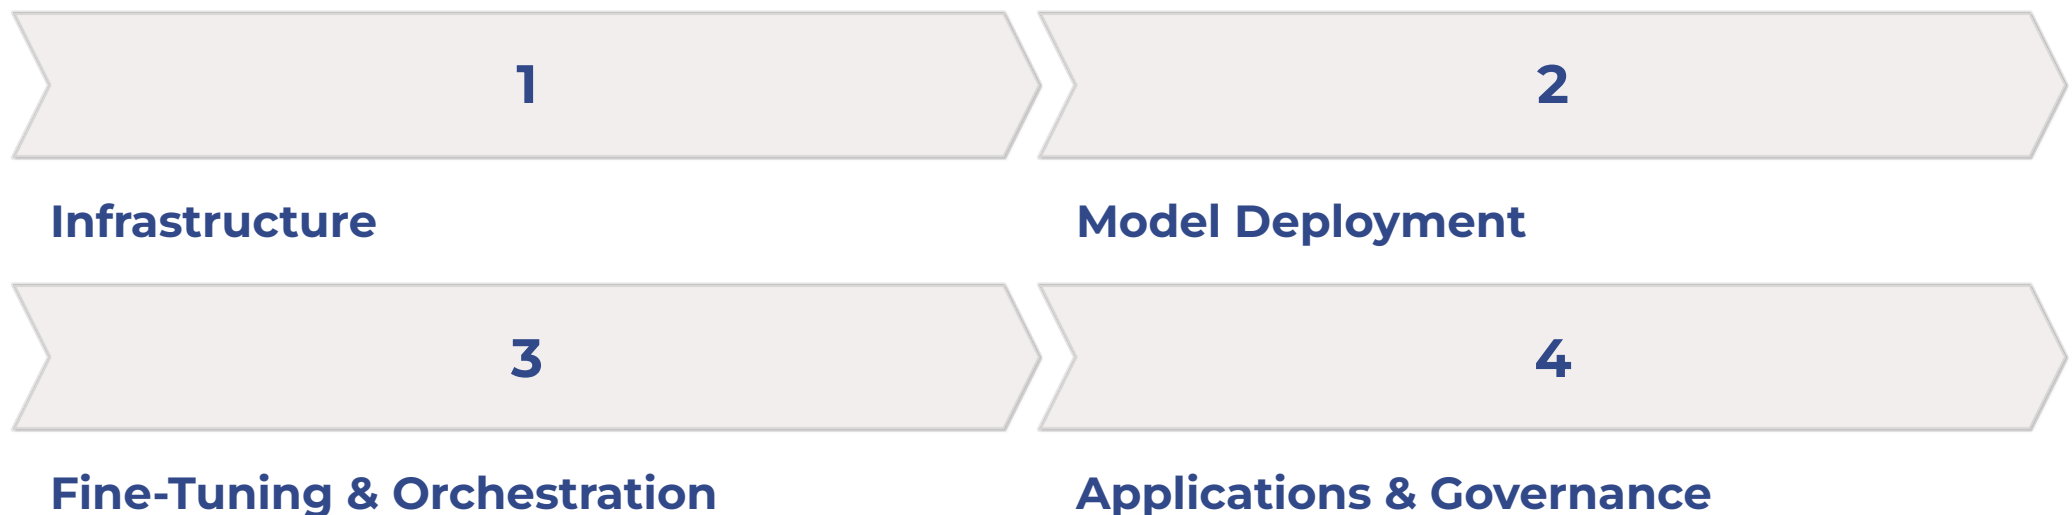 1
2
Infrastructure
Model Deployment
3
4
Fine-Tuning & Orchestration
Applications & Governance